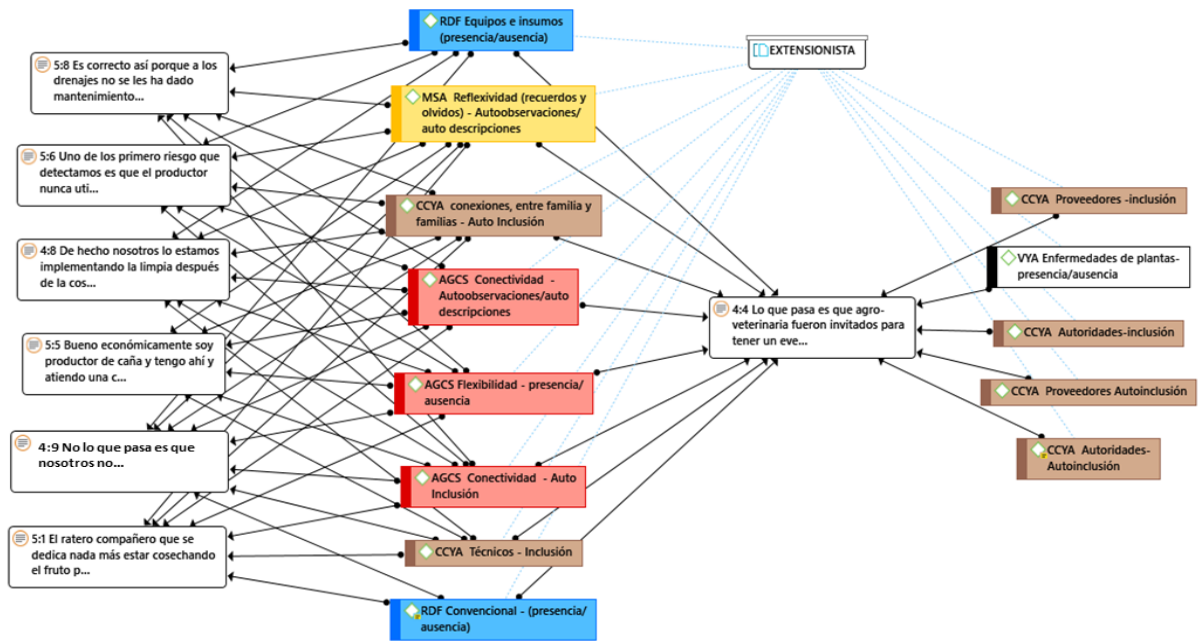 RDF Equipos e insumos
(presencia/ausencia)
EXTENSIONISTA
5:8 Es correcto así porque a los
drenajes no se les ha dado
mantenimiento...
MSA Reflexividad (recuerdos y
olvidos) - Autoobservaciones/
auto descripciones
5:6 Uno de los primero riesgo que
detectamos es que el productor
nunca uti...
CCYA conexiones, entre familia y
familias - Auto Inclusión
CCYA Proveedores -inclusión
4:8 De hecho nosotros lo estamos
implementando la limpia después
de la cos...
AGCS Conectividad -
Autoobservaciones/auto
descripciones
VYA Enfermedades de plantas-
presencia/ausencia
4:4 Lo que pasa es que agro-
veterinaria fueron invitados para
tener un eve...
CCYA Autoridades-inclusión
5:5 Bueno económicamente soy
productor de caña y tengo ahí y
atiendo una c...
AGCS Flexibilidad - presencia/
ausencia
CCYA Proveedores Autoinclusión
4:9 No lo que pasa es que
nosotros no...
CCYA Autoridades-
Autoinclusión
AGCS Conectividad - Auto
Inclusión
5:1 El ratero compañero que se
dedica nada más estar cosechando
el fruto p...
CCYA Técnicos - Inclusión
RDF Convencional - (presencia/
ausencia)